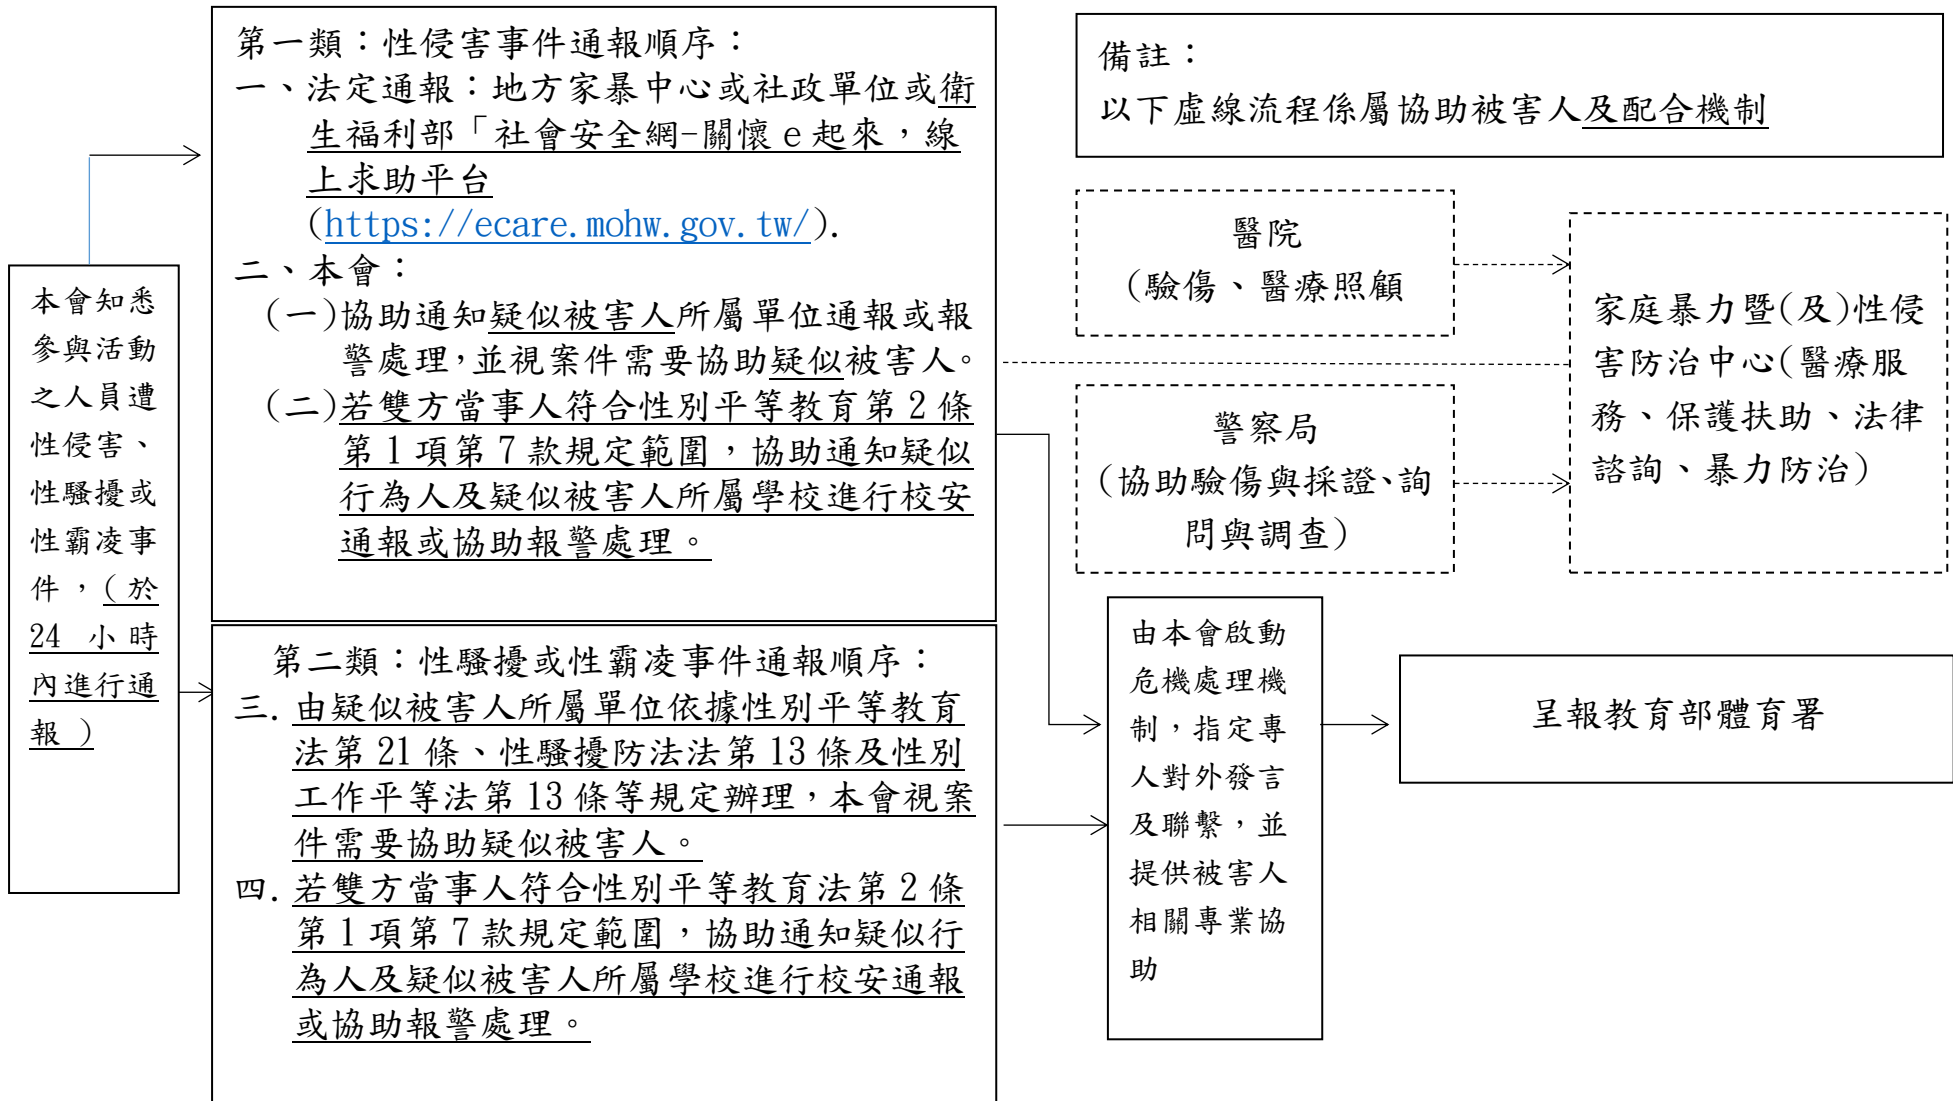 第一類：性侵害事件通報順序：
一、法定通報：地方家暴中心或社政單位或衛
生福利部「社會安全網-關懷 e 起來，線
上求助平台
(https://ecare.mohw.gov.tw/).
二、本會：
(一)協助通知疑似被害人所屬單位通報或報
警處理，並視案件需要協助疑似被害人。
(二)若雙方當事人符合性別平等教育第 2 條
第 1 項第 7 款規定範圍，協助通知疑似
行為人及疑似被害人所屬學校進行校安
通報或協助報警處理。
備註：
以下虛線流程係屬協助被害人及配合機制
醫院
(驗傷、醫療照顧
家庭暴力暨(及)性侵
害防治中心(醫療服
務、保護扶助、法律
諮詢、暴力防治)
警察局
(協助驗傷與採證、詢
問與調查)
本會知悉
參與活動
之人員遭
性侵害、
性騷擾或
性霸凌事
件，(於
24 小時
內進行通
報 )
第二類：性騷擾或性霸凌事件通報順序：
三. 由疑似被害人所屬單位依據性別平等教育
法第 21 條、性騷擾防法法第 13 條及性別
工作平等法第 13 條等規定辦理，本會視案
件需要協助疑似被害人。
四. 若雙方當事人符合性別平等教育法第 2 條
第 1 項第 7 款規定範圍，協助通知疑似行
為人及疑似被害人所屬學校進行校安通報
或協助報警處理。
由本會啟動
危機處理機
制，指定專
人對外發言
及聯繫，並
提供被害人
相關專業協
助
呈報教育部體育署